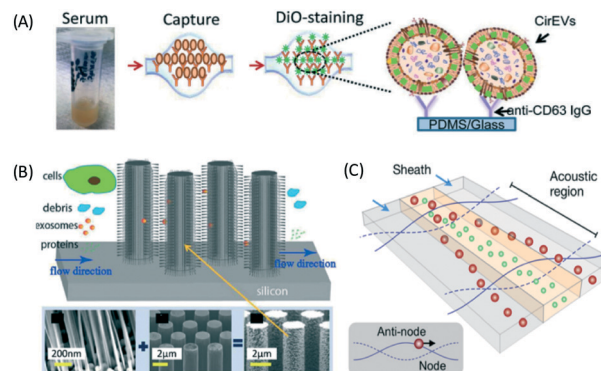 (A)
Serum
Capture
DiO-staining
CirEVs
anti-CD63 IgG
PDMS/Glass
(B)
cells
debris
exosomes
proteins
flow direction
flow direction
silicon
200nm
+
2μm
=
2μm
(C)
Sheath
Acoustic
region
Anti-node
Node